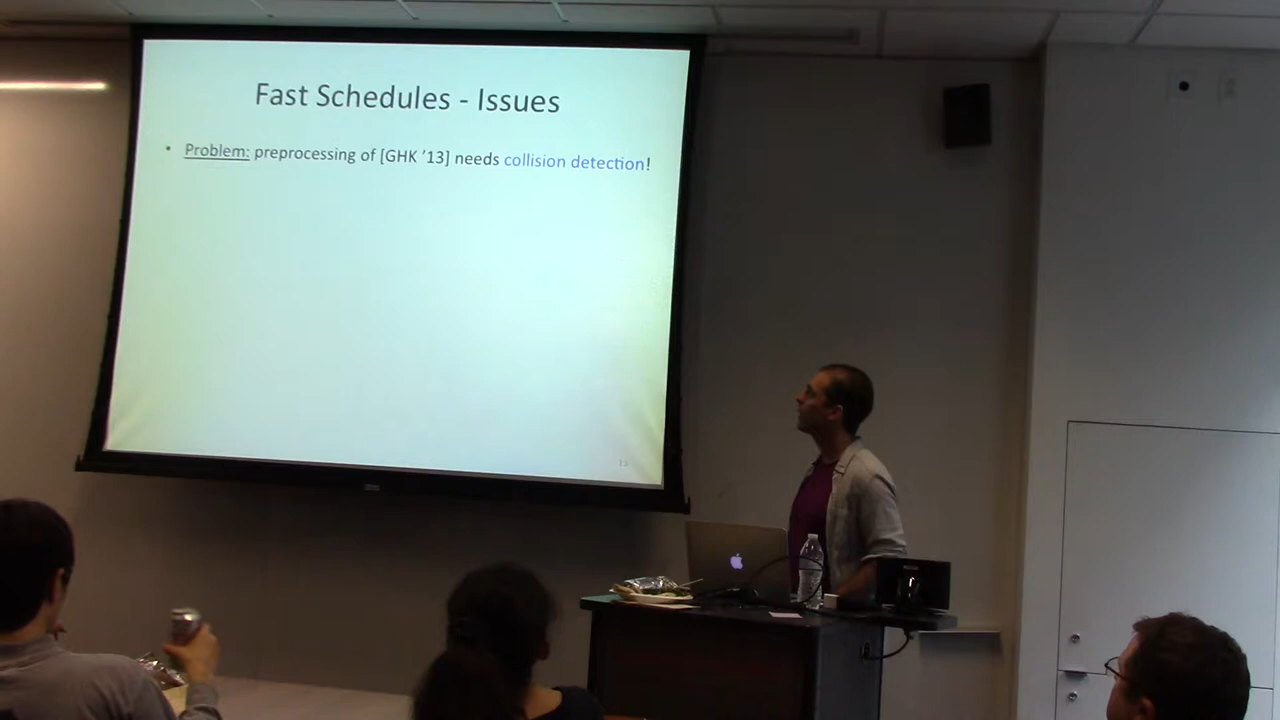 Fast Schedules - Issues
• Problem: preprocessing of [GHK ’13] needs collision detection!